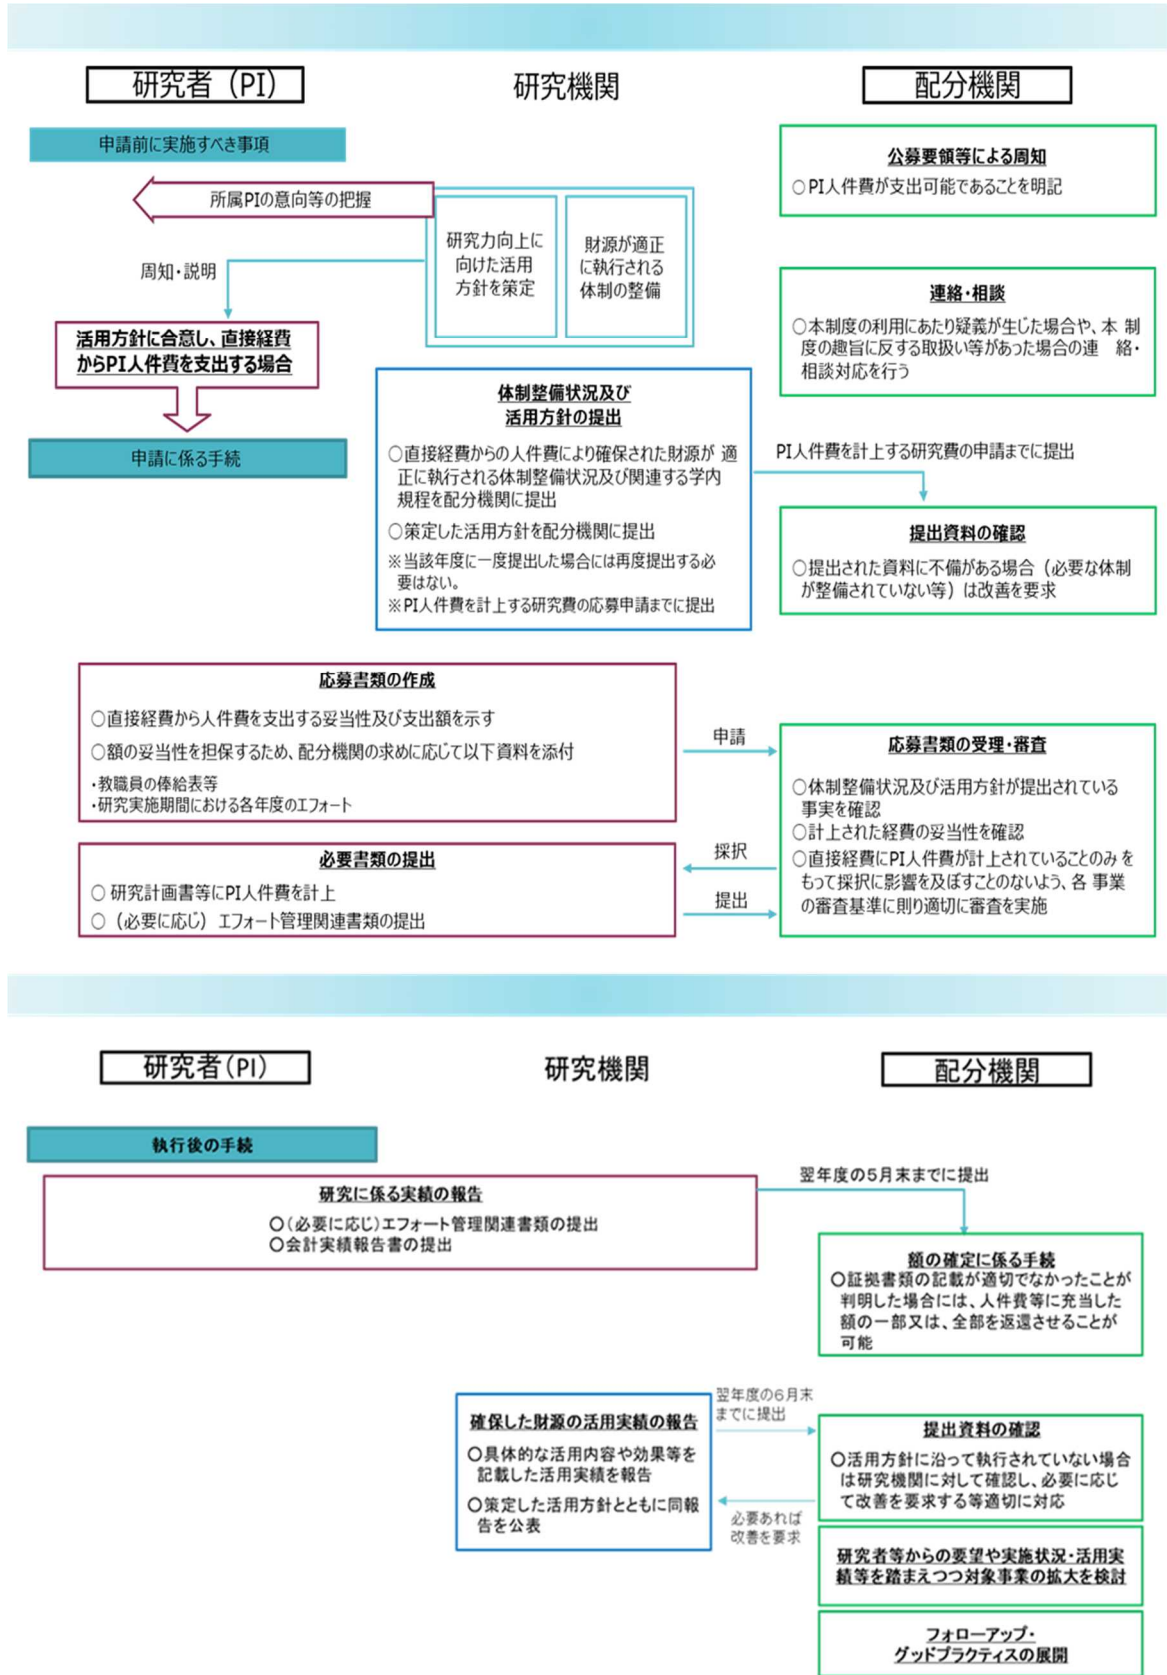 研究者（PI）
研究機関
配分機関
申請前に実施すべき事項
公募要領等による周知
○PI人件費が支出可能であることを明記
所属PIの意向等の把握
研究力向上に
向けた活用
方針を策定
財源が適正
に執行される
体制の整備
周知・説明
連絡・相談
○本制度の利用にあたり疑義が生じた場合や、本 制
度の趣旨に反する取扱い等があった場合の連 絡・
相談対応を行う
活用方針に合意し、直接経費
からPI人件費を支出する場合
申請に係る手続
体制整備状況及び
活用方針の提出
○直接経費からの人件費により確保された財源が 適
正に執行される体制整備状況及び関連する学内
規程を配分機関に提出
○策定した活用方針を配分機関に提出
※当該年度に一度提出した場合には再度提出する必
要はない。
※PI人件費を計上する研究費の応募申請までに提出
PI人件費を計上する研究費の申請までに提出
提出資料の確認
○提出された資料に不備がある場合（必要な体制
が整備されていない等）は改善を要求
応募書類の作成
○直接経費から人件費を支出する妥当性及び支出額を示す
○額の妥当性を担保するため、配分機関の求めに応じて以下資料を添付
・教職員の俸給表等
・研究実施期間における各年度のエフォート
申請
応募書類の受理・審査
○体制整備状況及び活用方針が提出されている
事実を確認
○計上された経費の妥当性を確認
○直接経費にPI人件費が計上されていることのみ を
もって採択に影響を及ぼすことのないよう、各 事業
の審査基準に則り適切に審査を実施
採択
必要書類の提出
○ 研究計画書等にPI人件費を計上
○（必要に応じ）エフォート管理関連書類の提出
提出
研究者（PI）
研究機関
配分機関
執行後の手続
研究に係る実績の報告
○（必要に応じ）エフォート管理関連書類の提出
○会計実績報告書の提出
翌年度の5月末までに提出
額の確定に係る手続
○証拠書類の記載が適切でなかったことが
判明した場合には、人件費等に充当した
額の一部又は、全部を返還させることが
可能
確保した財源の活用実績の報告
○具体的な活用内容や効果等を
記載した活用実績を報告
○策定した活用方針とともに同報
告を公表
翌年度の6月末
までに提出
必要あれば
改善を要求
提出資料の確認
○活用方針に沿って執行されていない場合
は研究機関に対して確認し、必要に応じ
て改善を要求する等適切に対応
研究者等からの要望や実施状況・活用実
績等を踏まえつつ対象事業の拡大を検討
フォローアップ・
グッドプラクティスの展開